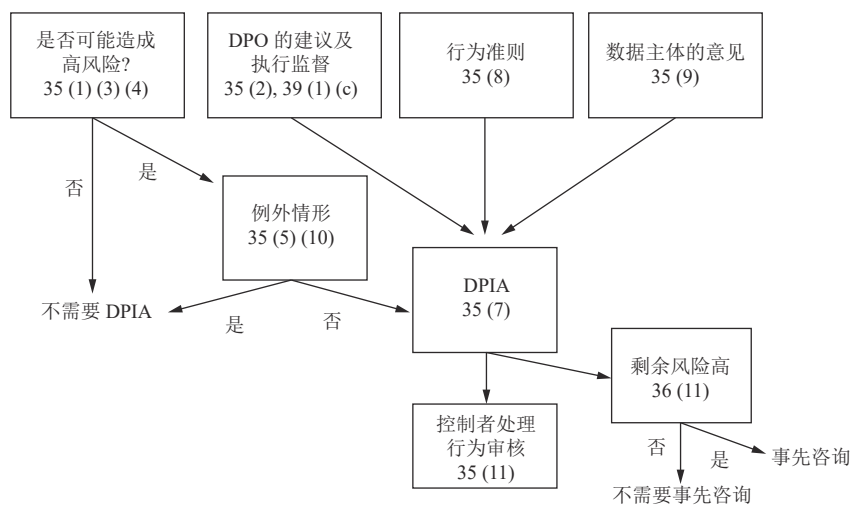 是否可能造成
高风险?
35 (1) (3) (4)
DPO 的建议及
执行监督
35 (2), 39 (1) (c)
行为准则
35 (8)
数据主体的意见
35 (9)
否
是
例外情形
35 (5) (10)
不需要 DPIA
是
否
DPIA
35 (7)
剩余风险高
36 (11)
控制者处理
行为审核
35 (11)
否
是
事先咨询
不需要事先咨询